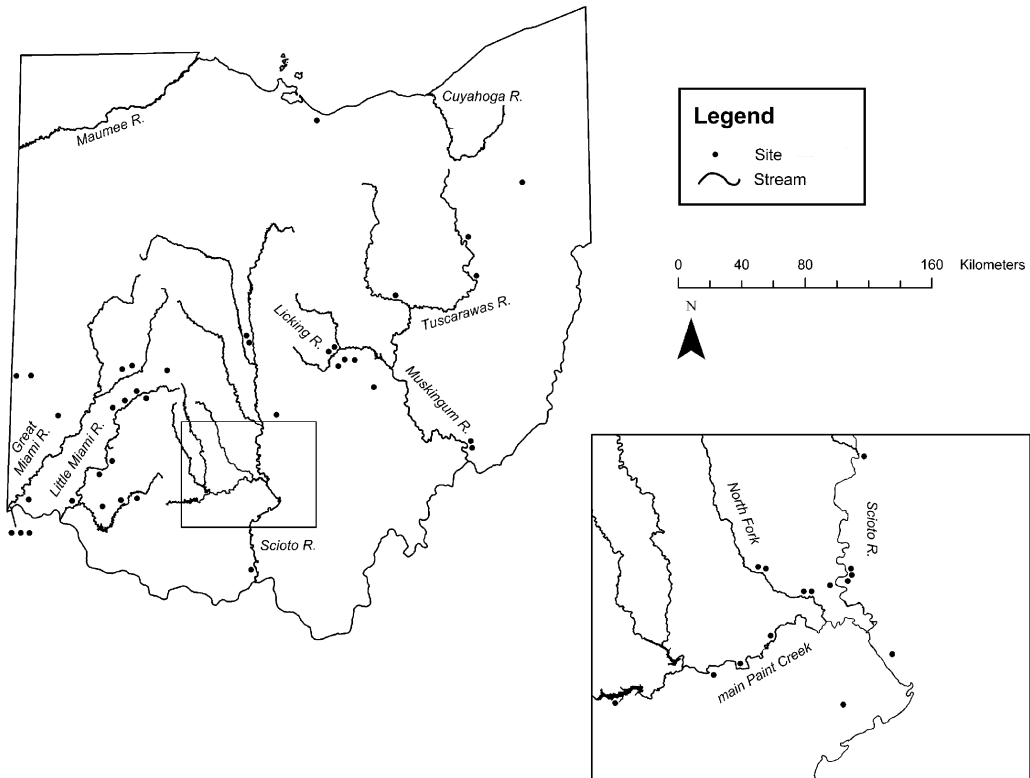 Cuyahoga R.
Maumee R.
Legend
Site
Stream
0 40 80 160 Kilometers
N
Tuscarawas R.
Licking R.
Muskingum R.
Great
Miami R.
Little Miami R.
Scioto R.
North Fork
Scioto R.
main Paint Creek